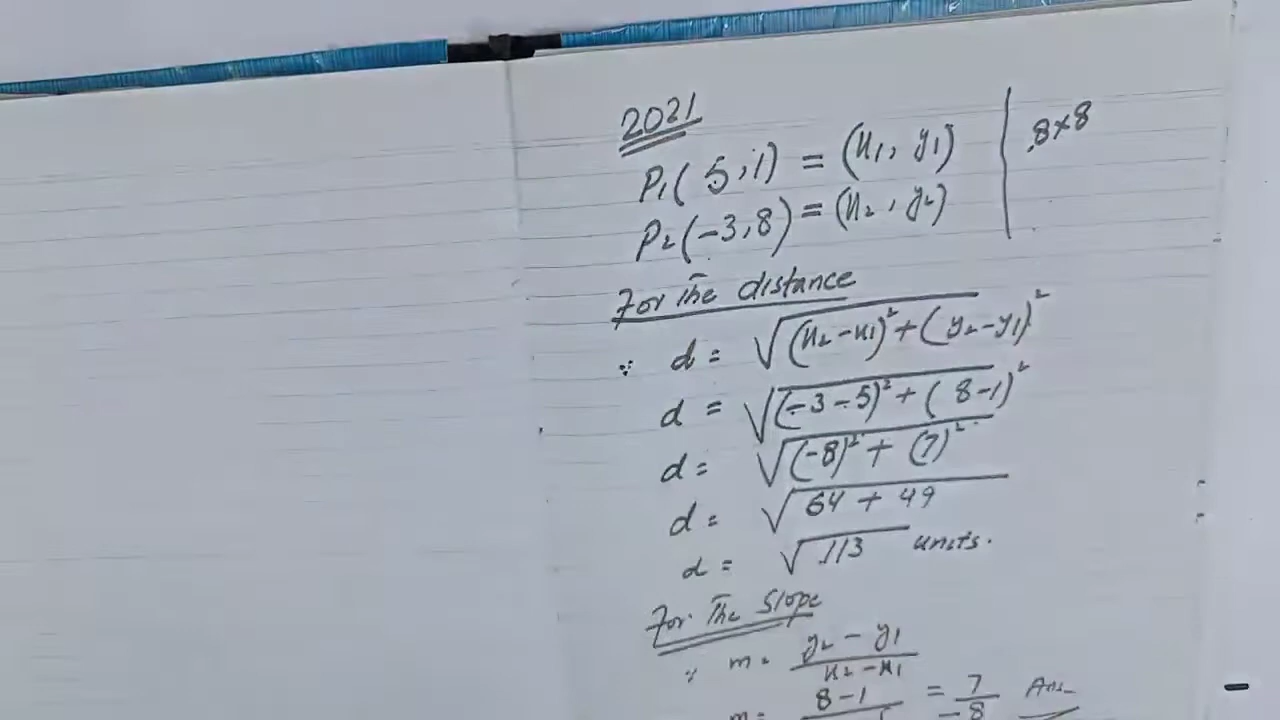 2021
P₁(5,1) = (x₁, y₁)
P₂(-3,8) = (x₂, y₂)
8×8
For The distance
∵ d = √(x₂-x₁)²+(y₂-y₁)²
d = √(-3-5)²+(8-1)²
d = √(-8)²+(7)²
d = √64+49
d = √113 units.
For The Slope
∵ m = y₂-y₁/x₂-x₁
m = 8-1 = 7/-8 Ans